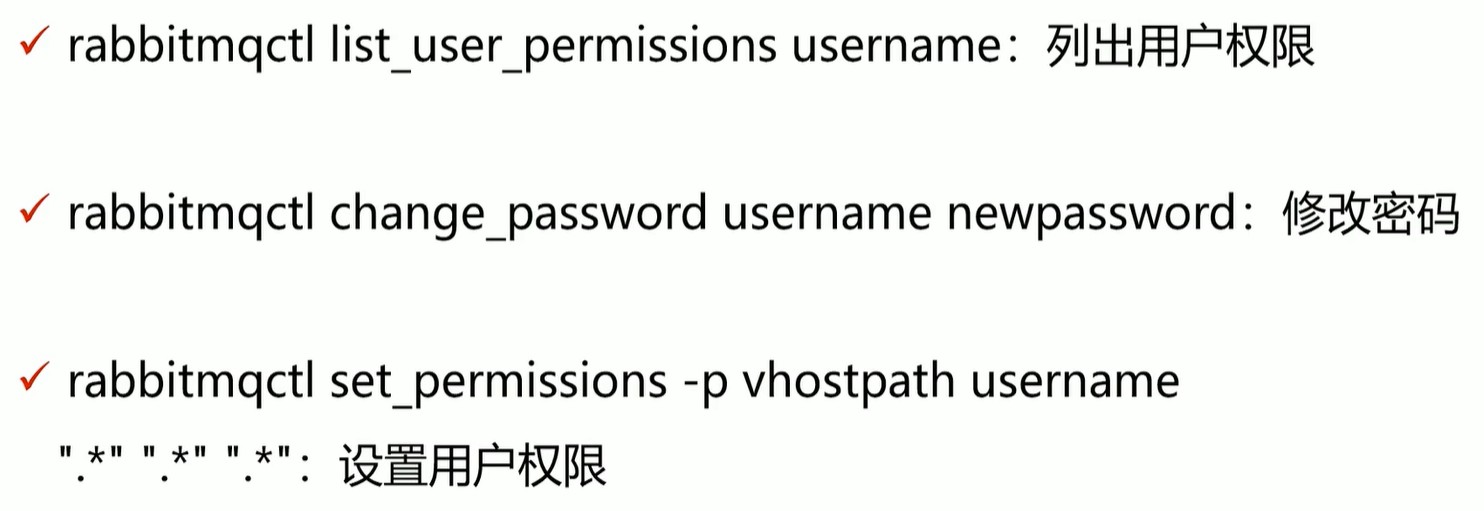 ✓ rabbitmqctl list_user_permissions username：列出用户权限
✓ rabbitmqctl change_password username newpassword：修改密码
✓ rabbitmqctl set_permissions -p vhostpath username
".*" ".*" ".*"：设置用户权限